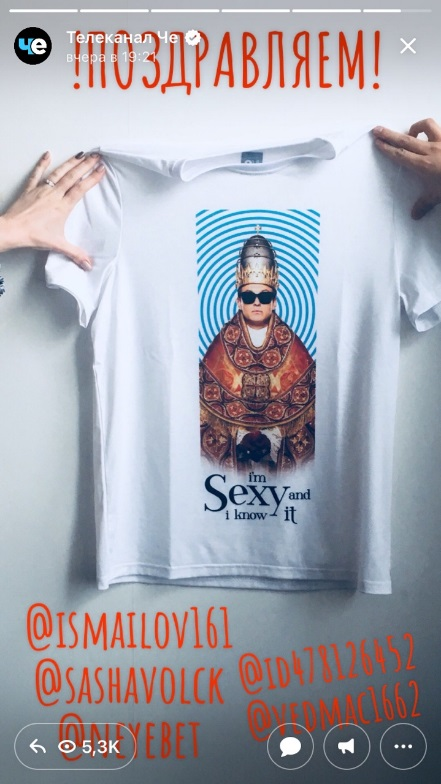 !ПОЗДРАВЛЯЕМ!
че
Телеканал Че
вчера в 19:21
i'm
Sexy and
i know it
@ismailov161
@sashavolck
@id478126452
@neyebet
@vedmac1662
5,3K